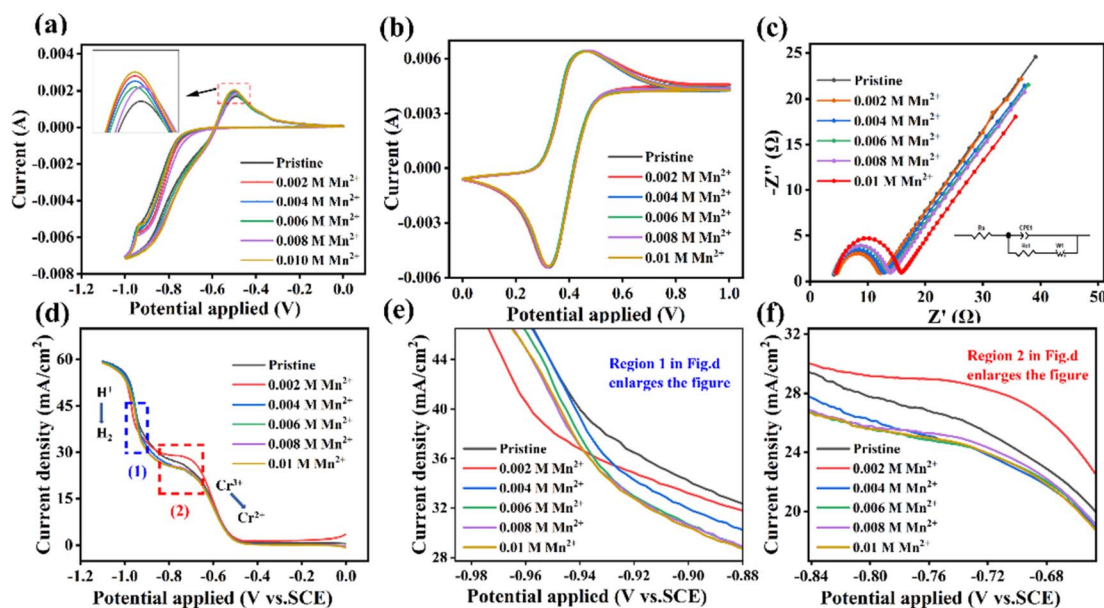 (a)
0.004
0.002
0.000
-0.002
-0.004
-0.006
-0.008
Current (A)
Pristine
0.002 M Mn²⁺
0.004 M Mn²⁺
0.006 M Mn²⁺
0.008 M Mn²⁺
0.010 M Mn²⁺
-1.0 -0.8 -0.6 -0.4 -0.2 0.0
Potential applied (V)
(b)
0.006
0.003
0.000
-0.003
-0.006
Current (A)
Pristine
0.002 M Mn²⁺
0.004 M Mn²⁺
0.006 M Mn²⁺
0.008 M Mn²⁺
0.01 M Mn²⁺
0.0 0.2 0.4 0.6 0.8 1.0
Potential applied (V)
(c)
25
20
15
10
5
0
-Z'' (Ω)
Pristine
0.002 M Mn²⁺
0.004 M Mn²⁺
0.006 M Mn²⁺
0.008 M Mn²⁺
0.01 M Mn²⁺
Rs CPE1
Rct W1
0 10 20 30 40 50
Z' (Ω)
(d)
60
45
30
15
0
Current density (mA/cm²)
H⁺
H₂
(1)
(2)
Cr³⁺
Cr²⁺
Pristine
0.002 M Mn²⁺
0.004 M Mn²⁺
0.006 M Mn²⁺
0.008 M Mn²⁺
0.01 M Mn²⁺
-1.2 -1.0 -0.8 -0.6 -0.4 -0.2 0.0
Potential applied (V vs.SCE)
(e)
44
40
36
32
28
Current density (mA/cm²)
Region 1 in Fig.d
enlarges the figure
Pristine
0.002 M Mn²⁺
0.004 M Mn²⁺
0.006 M Mn²⁺
0.008 M Mn²⁺
0.01 M Mn²⁺
-0.98 -0.96 -0.94 -0.92 -0.90 -0.88
Potential applied (V vs.SCE)
(f)
32
28
24
20
Current density (mA/cm²)
Region 2 in Fig.d
enlarges the figure
Pristine
0.002 M Mn²⁺
0.004 M Mn²⁺
0.006 M Mn²⁺
0.008 M Mn²⁺
0.01 M Mn²⁺
-0.84 -0.80 -0.76 -0.72 -0.68
Potential applied (V vs.SCE)